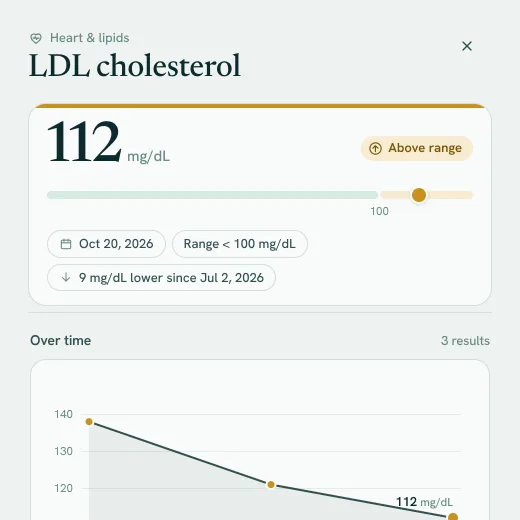 Heart & lipids
LDL cholesterol
112 mg/dL
Above range
100
Oct 20, 2026
Range < 100 mg/dL
9 mg/dL lower since Jul 2, 2026
Over time
3 results
140
130
120
112 mg/dL